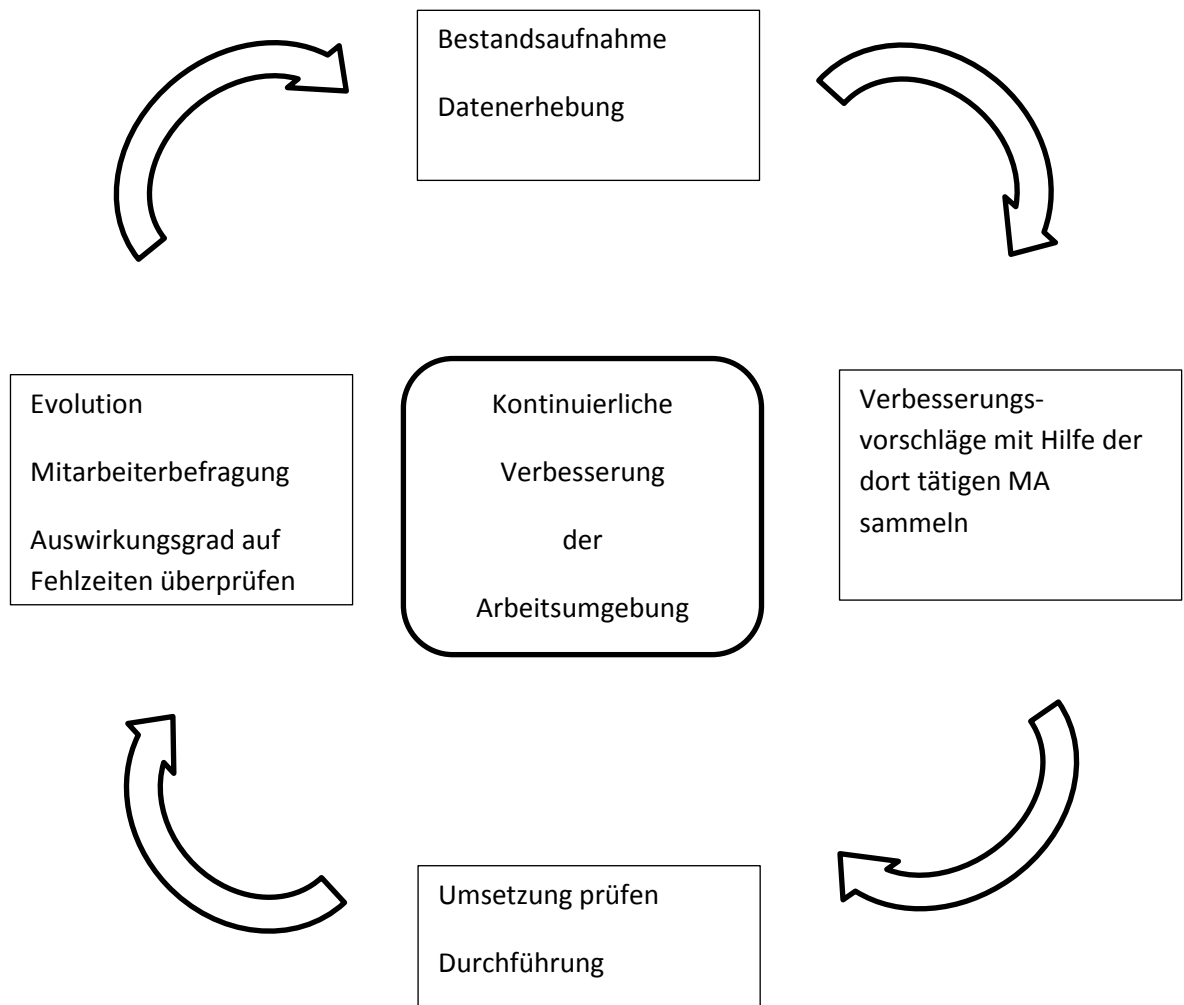 Bestandsaufnahme
Datenerhebung
Evolution
Mitarbeiterbefragung
Auswirkungsgrad auf
Fehlzeiten überprüfen
Kontinuierliche
Verbesserung
der
Arbeitsumgebung
Verbesserungs-
vorschläge mit Hilfe der
dort tätigen MA
sammeln
Umsetzung prüfen
Durchführung